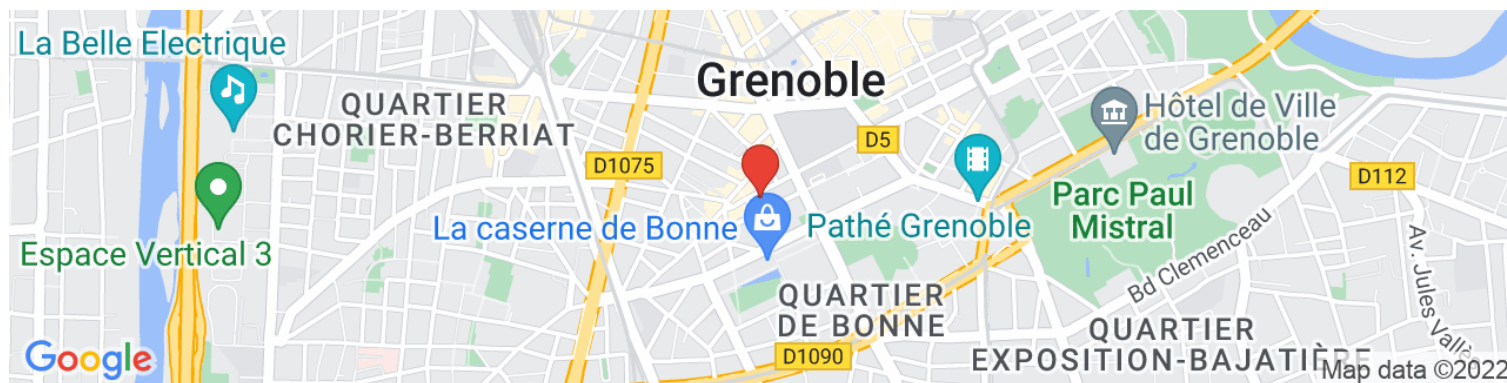 La Belle Electrique
Grenoble
QUARTIER
CHORIER-BERRIAT
Hôtel de Ville
de Grenoble
D5
D1075
D112
Parc Paul
Mistral
La caserne de Bonne
Pathé Grenoble
Espace Vertical 3
Bd Clemenceau
Av. Jules Vallès
QUARTIER
DE BONNE
QUARTIER
EXPOSITION-BAJATIÈRE
D1090
Google
Map data ©2022